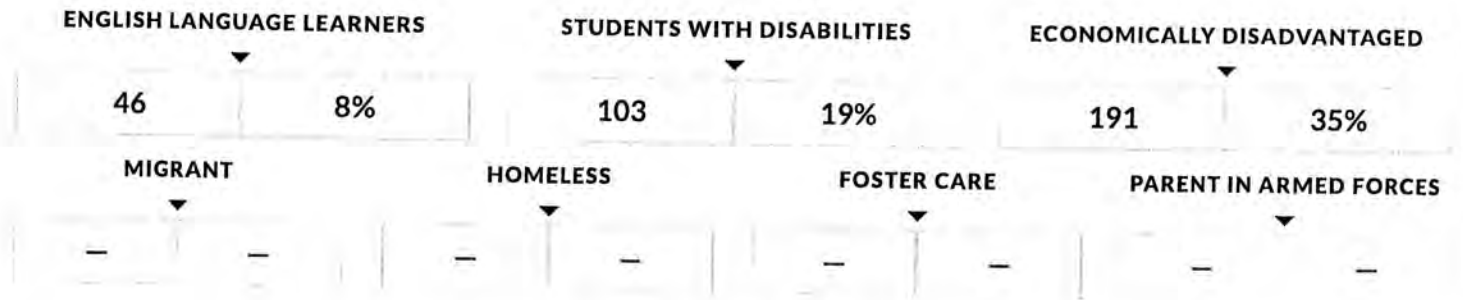 ENGLISH LANGUAGE LEARNERS STUDENTS WITH DISABILITIES ECONOMICALLY DISADVANTAGED
46 8% 103 19% 191 35%
MIGRANT HOMELESS FOSTER CARE PARENT IN ARMED FORCES
— — — — — — — —